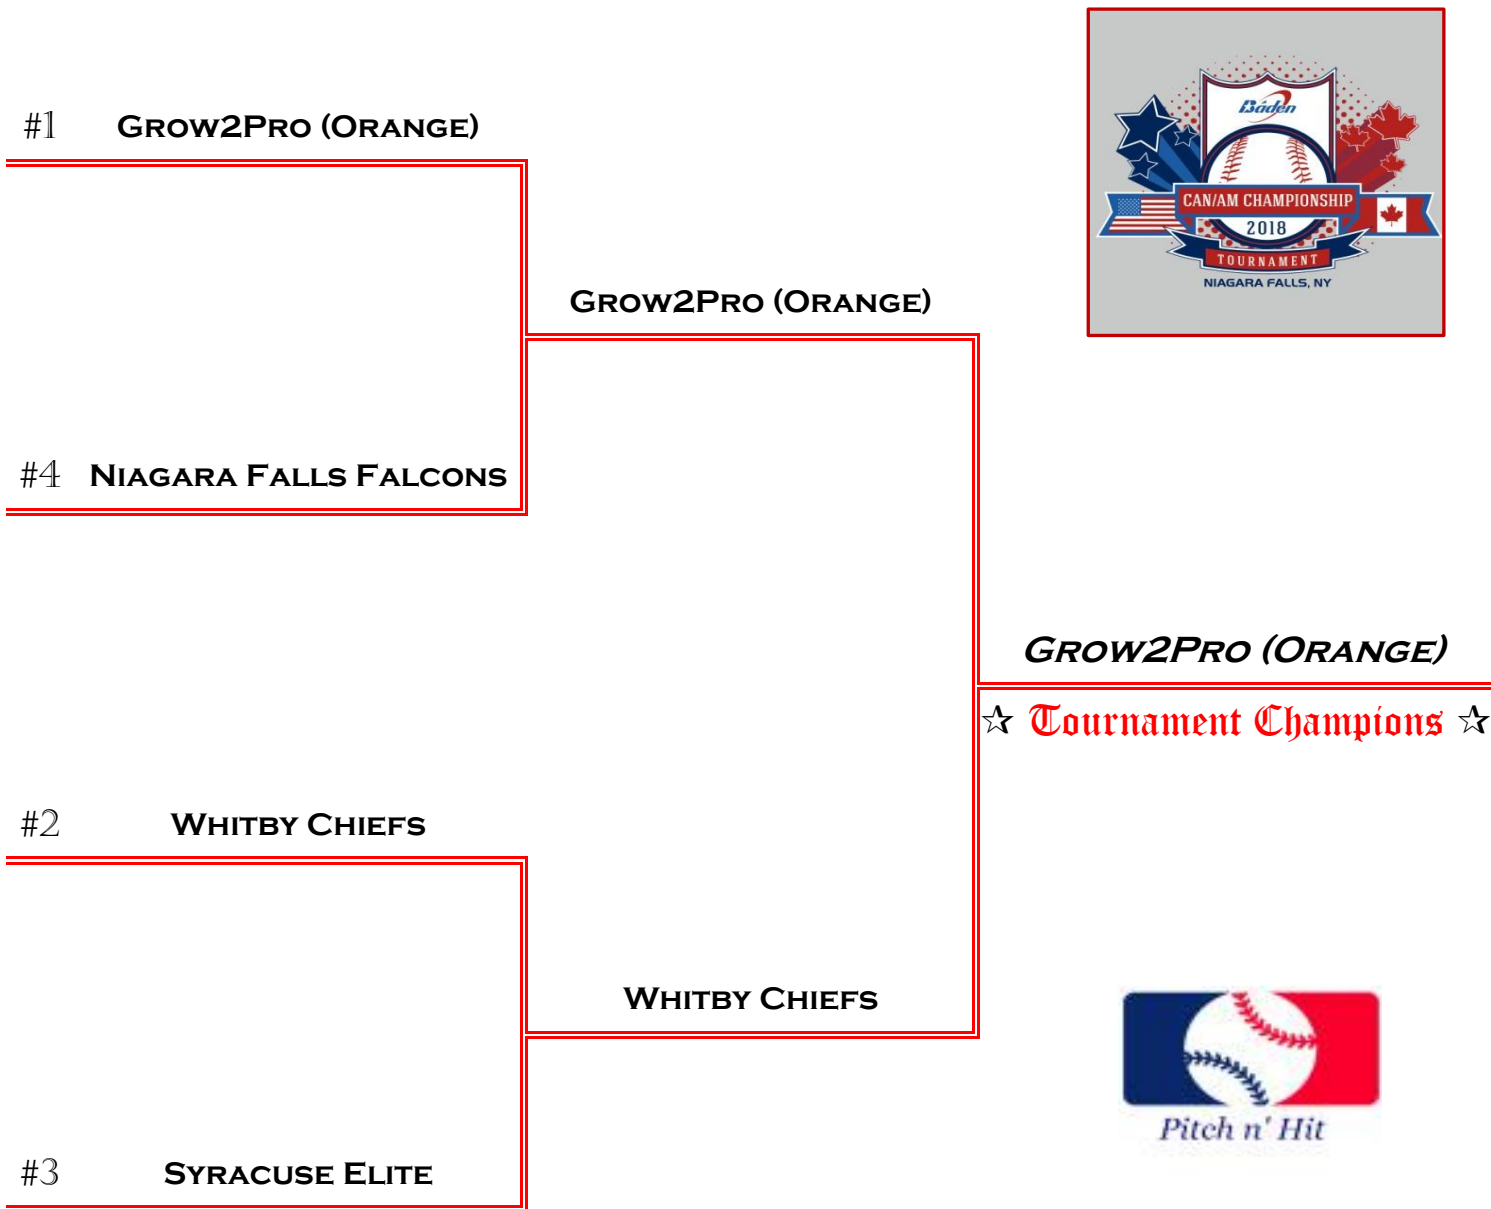 #1 Grow2Pro (Orange)
Báden
CAN/AM CHAMPIONSHIP
2018
TOURNAMENT
NIAGARA FALLS, NY
Grow2Pro (Orange)
#4 Niagara Falls Falcons
Grow2Pro (Orange)
☆ Tournament Champions ☆
#2 Whitby Chiefs
Whitby Chiefs
Pitch n' Hit
#3 Syracuse Elite